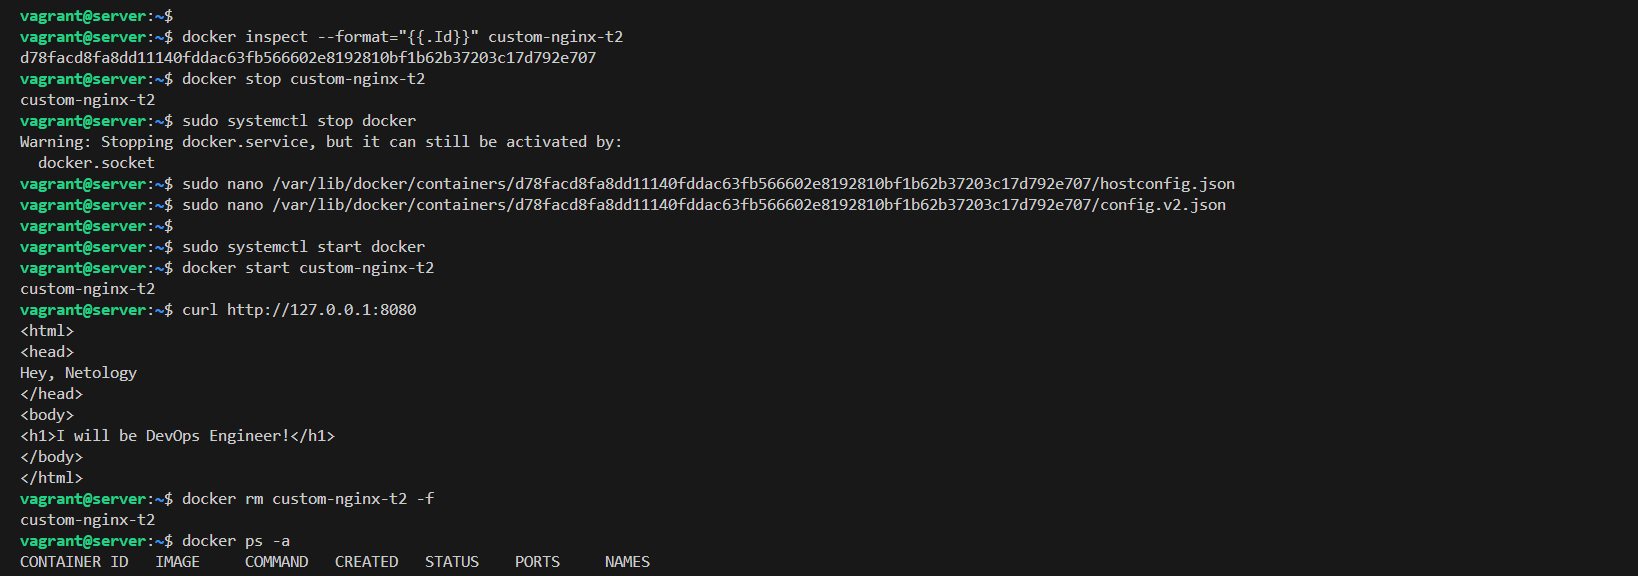 vagrant@server:~$
vagrant@server:~$ docker inspect --format="{{.Id}}" custom-nginx-t2
d78facd8fa8dd11140fddac63fb566602e8192810bf1b62b37203c17d792e707
vagrant@server:~$ docker stop custom-nginx-t2
custom-nginx-t2
vagrant@server:~$ sudo systemctl stop docker
Warning: Stopping docker.service, but it can still be activated by:
  docker.socket
vagrant@server:~$ sudo nano /var/lib/docker/containers/d78facd8fa8dd11140fddac63fb566602e8192810bf1b62b37203c17d792e707/hostconfig.json
vagrant@server:~$ sudo nano /var/lib/docker/containers/d78facd8fa8dd11140fddac63fb566602e8192810bf1b62b37203c17d792e707/config.v2.json
vagrant@server:~$
vagrant@server:~$ sudo systemctl start docker
vagrant@server:~$ docker start custom-nginx-t2
custom-nginx-t2
vagrant@server:~$ curl http://127.0.0.1:8080
<html>
<head>
Hey, Netology
</head>
<body>
<h1>I will be DevOps Engineer!</h1>
</body>
</html>
vagrant@server:~$ docker rm custom-nginx-t2 -f
custom-nginx-t2
vagrant@server:~$ docker ps -a
CONTAINER ID   IMAGE     COMMAND   CREATED   STATUS    PORTS     NAMES